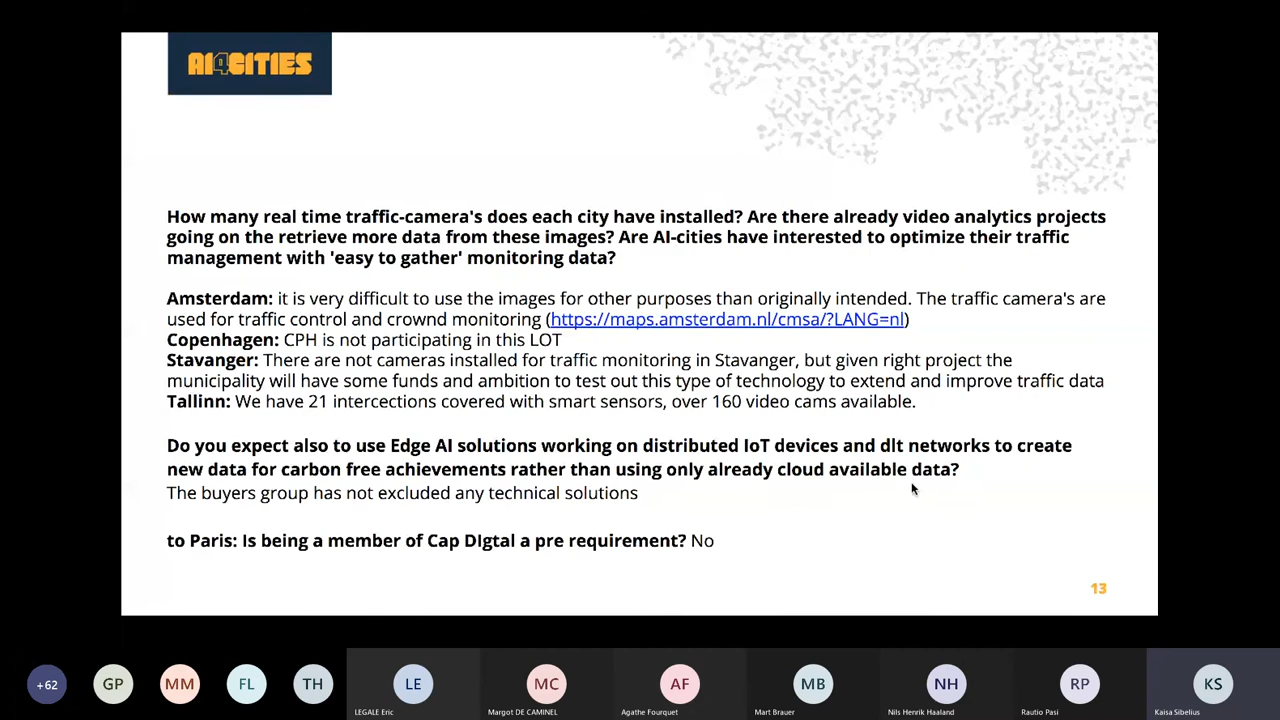 AI4CITIES
How many real time traffic-camera's does each city have installed? Are there already video analytics projects
going on the retrieve more data from these images? Are AI-cities have interested to optimize their traffic
management with 'easy to gather' monitoring data?
Amsterdam: it is very difficult to use the images for other purposes than originally intended. The traffic camera's are
used for traffic control and crownd monitoring (https://maps.amsterdam.nl/cmsa/?LANG=nl)
Copenhagen: CPH is not participating in this LOT
Stavanger: There are not cameras installed for traffic monitoring in Stavanger, but given right project the
municipality will have some funds and ambition to test out this type of technology to extend and improve traffic data
Tallinn: We have 21 intercections covered with smart sensors, over 160 video cams available.
Do you expect also to use Edge AI solutions working on distributed IoT devices and dlt networks to create
new data for carbon free achievements rather than using only already cloud available data?
The buyers group has not excluded any technical solutions
to Paris: Is being a member of Cap DIgtal a pre requirement? No
13
+62 GP MM FL TH LE MC AF MB NH RP KS
LEGALE Eric Margot DE CAMINEL Agathe Fourquet Mart Brauer Nils Henrik Haaland Rautio Pasi Kaisa Sibelius